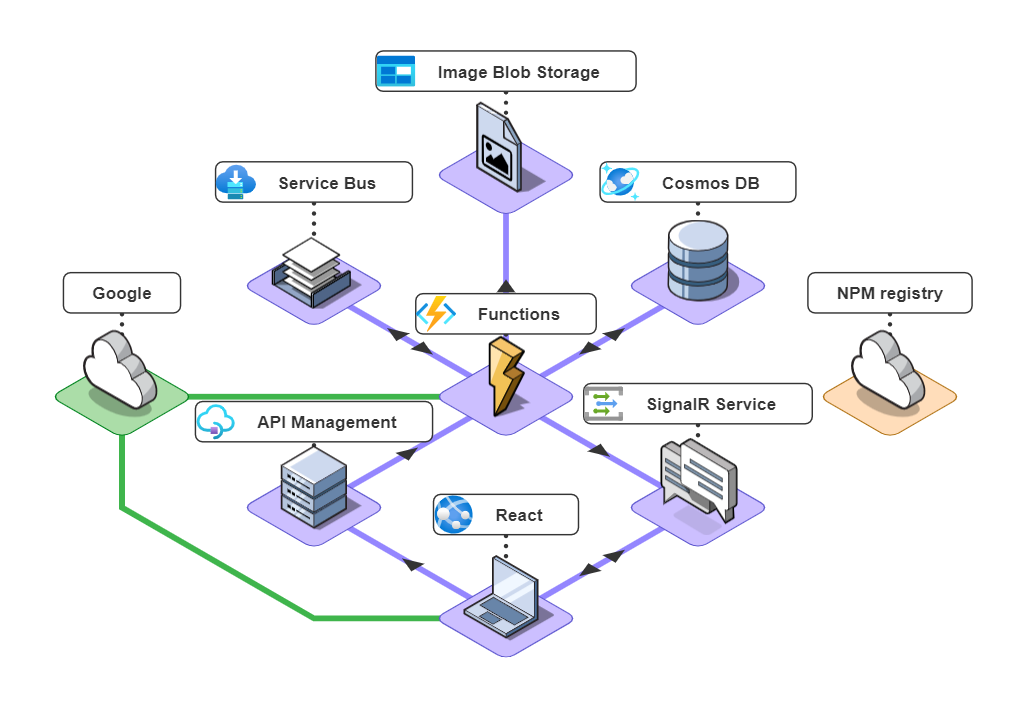 Image Blob Storage
Service Bus
Cosmos DB
Google
Functions
NPM registry
API Management
SignalR Service
React